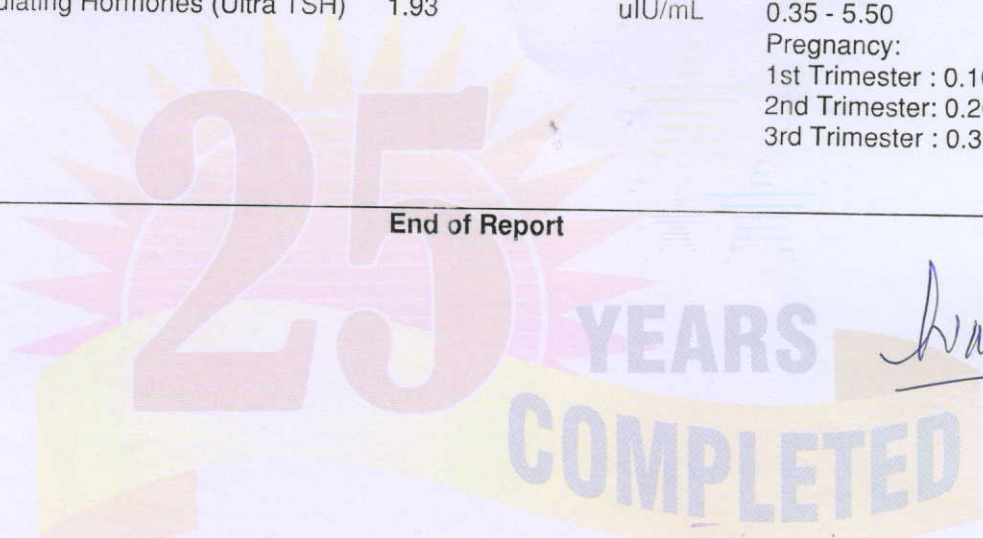 ulating Hormones (Ultra TSH) 1.93 uIU/mL 0.35 - 5.50
Pregnancy:
1st Trimester : 0.1
2nd Trimester: 0.2
3rd Trimester : 0.3
End of Report
25
YEARS
COMPLETED